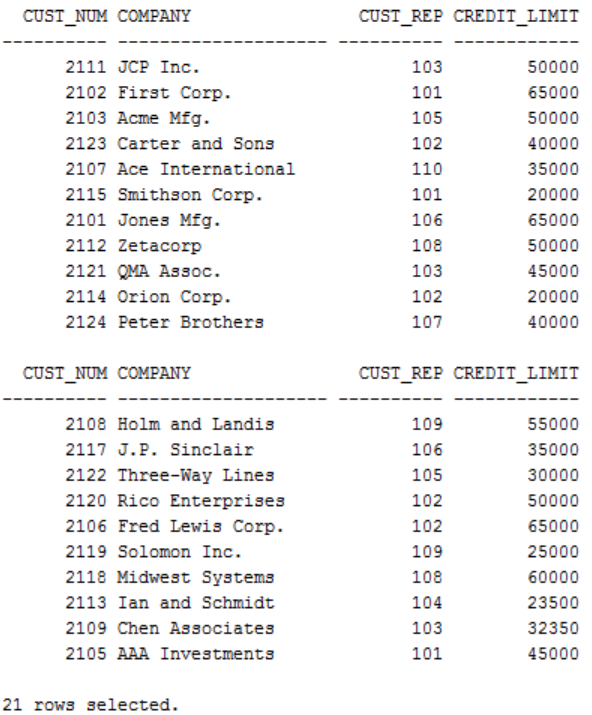 CUST_NUM COMPANY CUST_REP CREDIT_LIMIT
---------- -------------------- ---------- ------------
2111 JCP Inc. 103 50000
2102 First Corp. 101 65000
2103 Acme Mfg. 105 50000
2123 Carter and Sons 102 40000
2107 Ace International 110 35000
2115 Smithson Corp. 101 20000
2101 Jones Mfg. 106 65000
2112 Zetacorp 108 50000
2121 QMA Assoc. 103 45000
2114 Orion Corp. 102 20000
2124 Peter Brothers 107 40000
CUST_NUM COMPANY CUST_REP CREDIT_LIMIT
---------- -------------------- ---------- ------------
2108 Holm and Landis 109 55000
2117 J.P. Sinclair 106 35000
2122 Three-Way Lines 105 30000
2120 Rico Enterprises 102 50000
2106 Fred Lewis Corp. 102 65000
2119 Solomon Inc. 109 25000
2118 Midwest Systems 108 60000
2113 Ian and Schmidt 104 23500
2109 Chen Associates 103 32350
2105 AAA Investments 101 45000
21 rows selected.